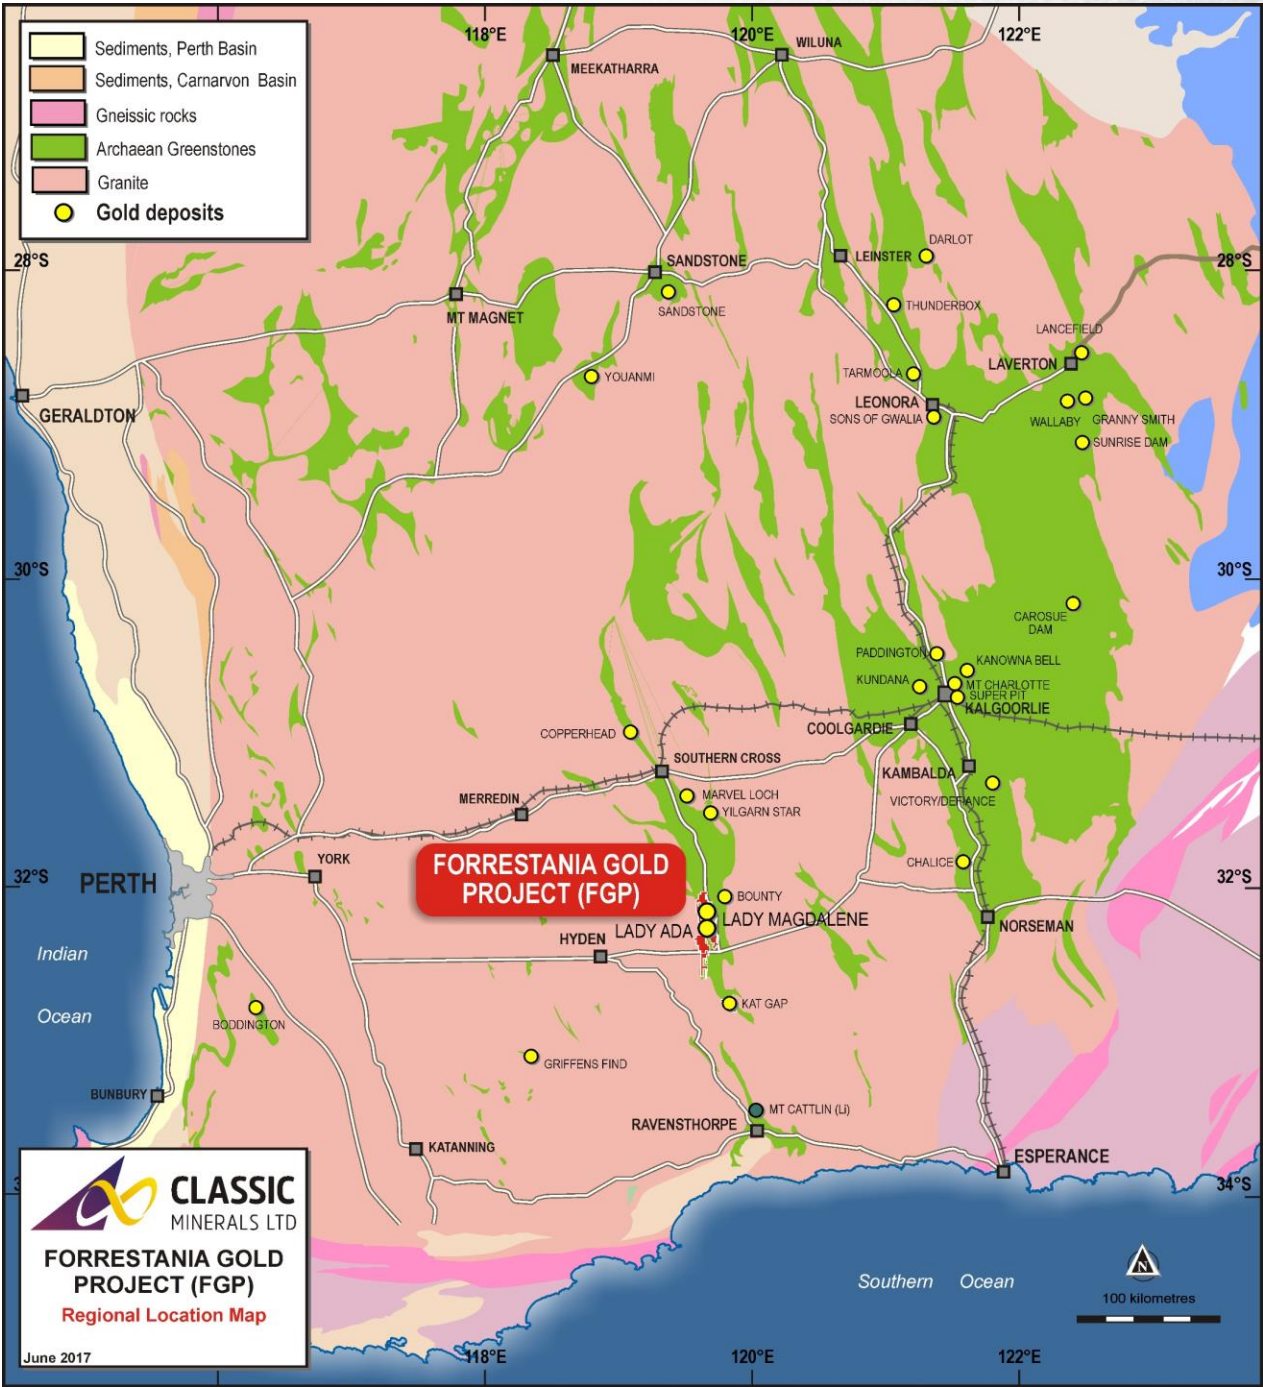 Sediments, Perth Basin
Sediments, Carnarvon Basin
Gneissic rocks
Archaean Greenstones
Granite
Gold deposits
118°E
120°E
122°E
MEEKATHARRA
WILUNA
28°S
28°S
SANDSTONE
SANDSTONE
MT MAGNET
LEINSTER
DARLOT
THUNDERBOX
LANCEFIELD
LAVERTON
YOUANMI
TARMOOLA
LEONORA
SONS OF GWALIA
WALLABY
GRANNY SMITH
SUNRISE DAM
GERALDTON
30°S
30°S
CAROSUE
DAM
PADDINGTON
KANOWNA BELL
KUNDANA
MT CHARLOTTE
SUPER PIT
KALGOORLIE
COOLGARDIE
COPPERHEAD
SOUTHERN CROSS
KAMBALDA
VICTORY/DEFIANCE
MERREDIN
MARVEL LOCH
YILGARN STAR
YORK
FORRESTANIA GOLD
PROJECT (FGP)
CHALICE
32°S
PERTH
32°S
BOUNTY
LADY MAGDALENE
LADY ADA
NORSEMAN
HYDEN
Indian
Ocean
KAT GAP
BODDINGTON
GRIFFENS FIND
BUNBURY
MT CATTLIN (Li)
RAVENSTHORPE
KATANNING
ESPERANCE
34°S
CLASSIC
MINERALS LTD
FORRESTANIA GOLD
PROJECT (FGP)
Regional Location Map
June 2017
Southern Ocean
N
100 kilometres
118°E
120°E
122°E